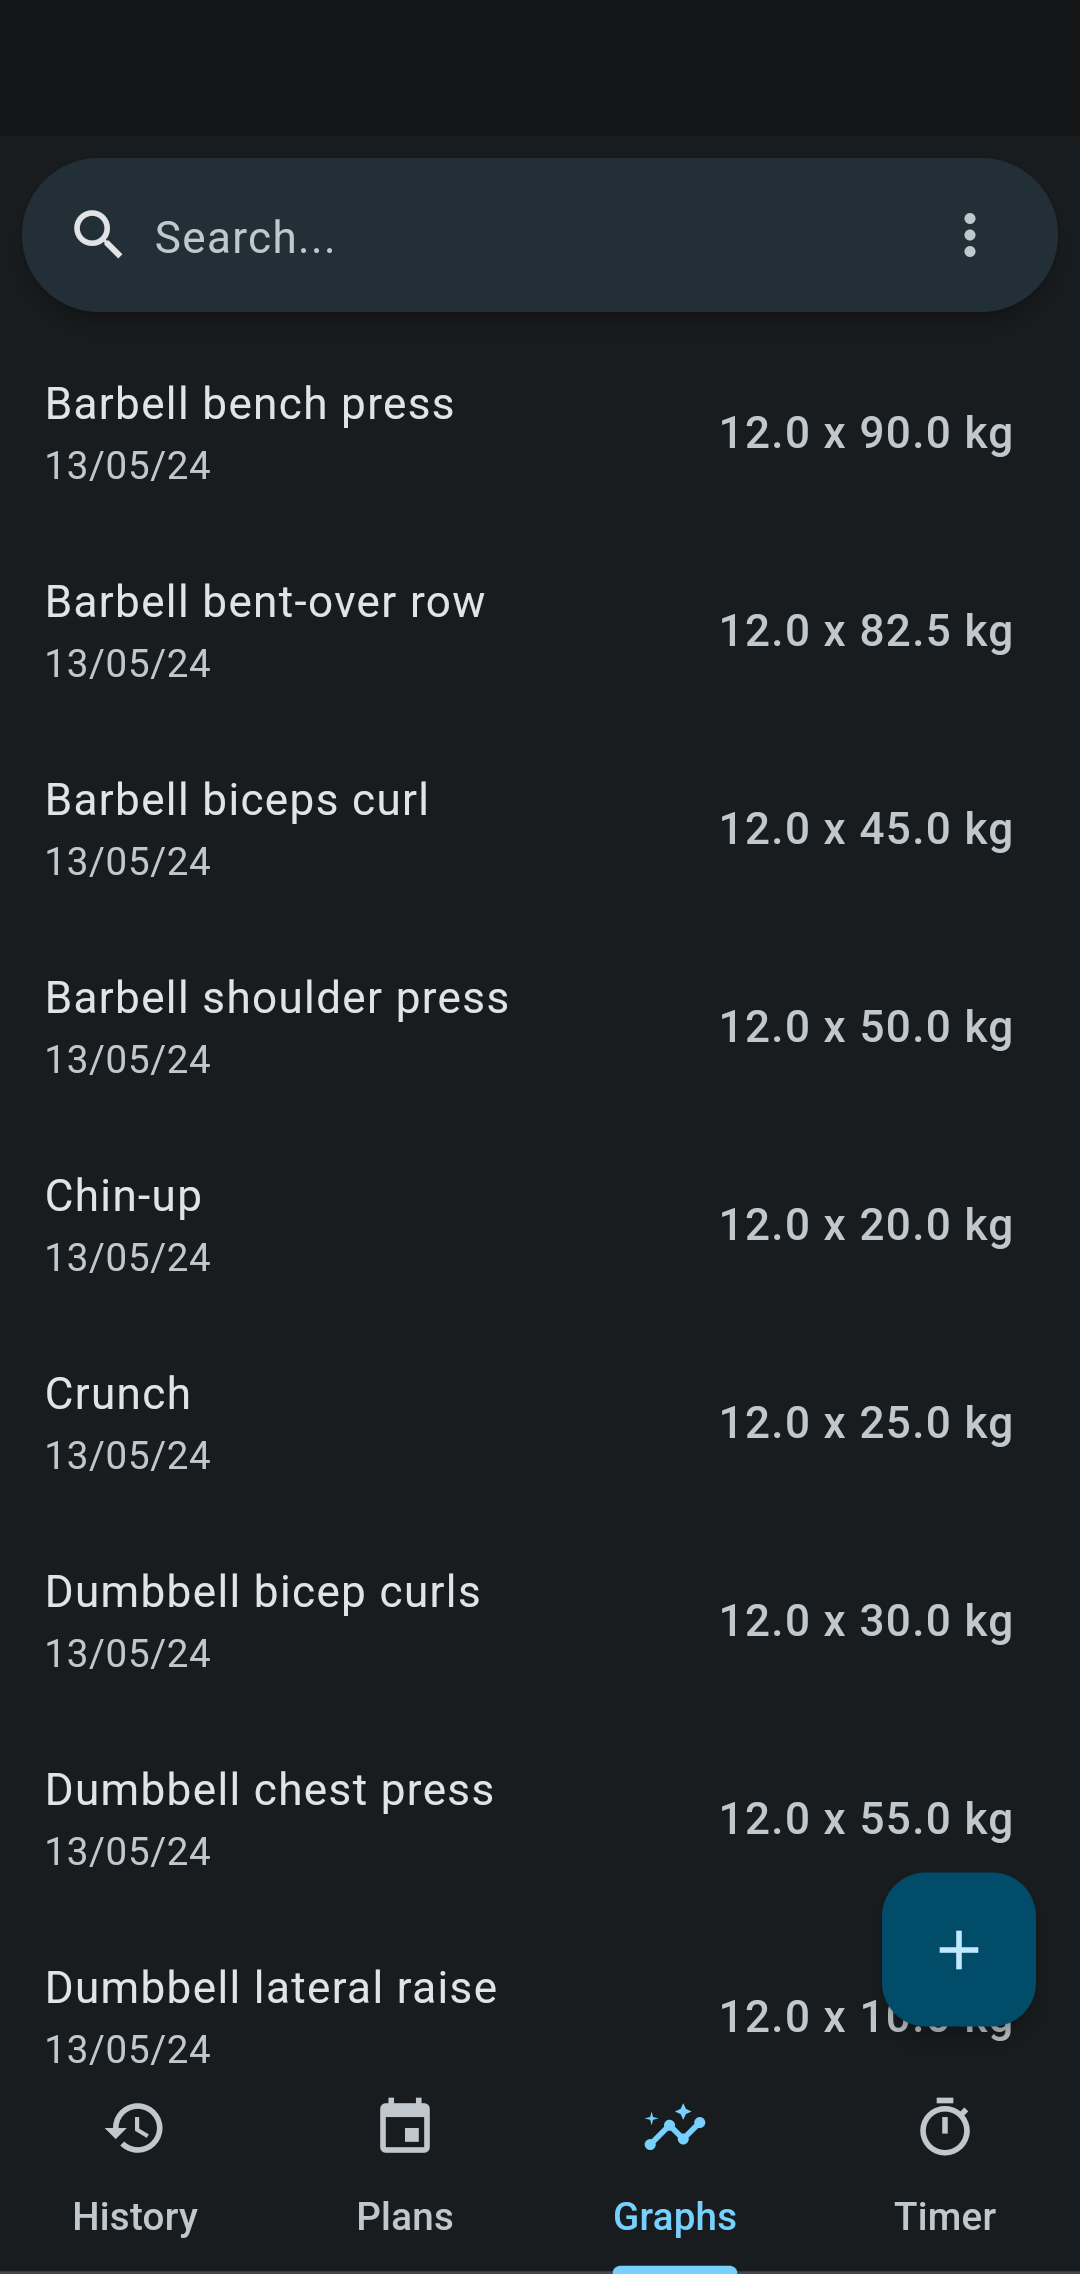 Search...
Barbell bench press
13/05/24
12.0 x 90.0 kg
Barbell bent-over row
13/05/24
12.0 x 82.5 kg
Barbell biceps curl
13/05/24
12.0 x 45.0 kg
Barbell shoulder press
13/05/24
12.0 x 50.0 kg
Chin-up
13/05/24
12.0 x 20.0 kg
Crunch
13/05/24
12.0 x 25.0 kg
Dumbbell bicep curls
13/05/24
12.0 x 30.0 kg
Dumbbell chest press
13/05/24
12.0 x 55.0 kg
Dumbbell lateral raise
13/05/24
12.0 x kg
History
Plans
Graphs
Timer